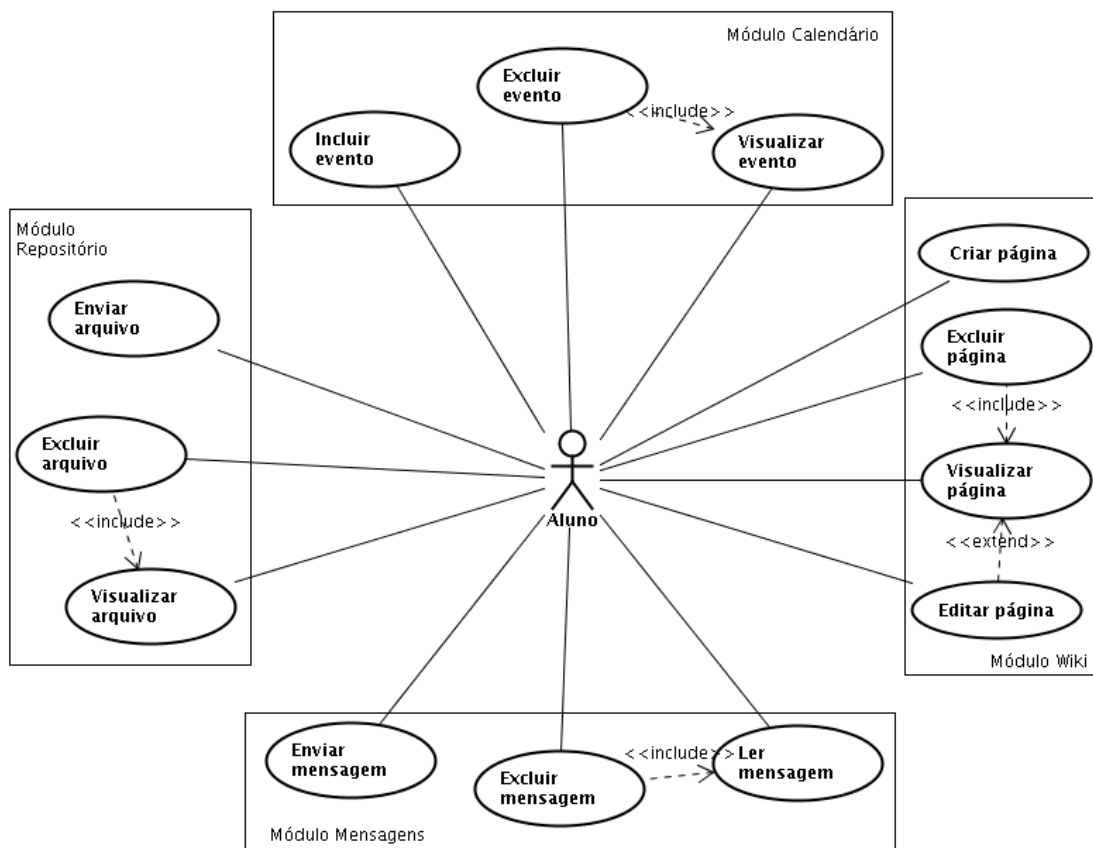 Módulo Calendário
Excluir
evento
<<include>>
Incluir
evento
Visualizar
evento
Módulo
Repositório
Enviar
arquivo
Excluir
arquivo
<<include>>
Visualizar
arquivo
Aluno
Criar página
Excluir
página
<<include>>
Visualizar
página
<<extend>>
Editar página
Módulo Wiki
Enviar
mensagem
Excluir
mensagem
<<include>>
Ler
mensagem
Módulo Mensagens